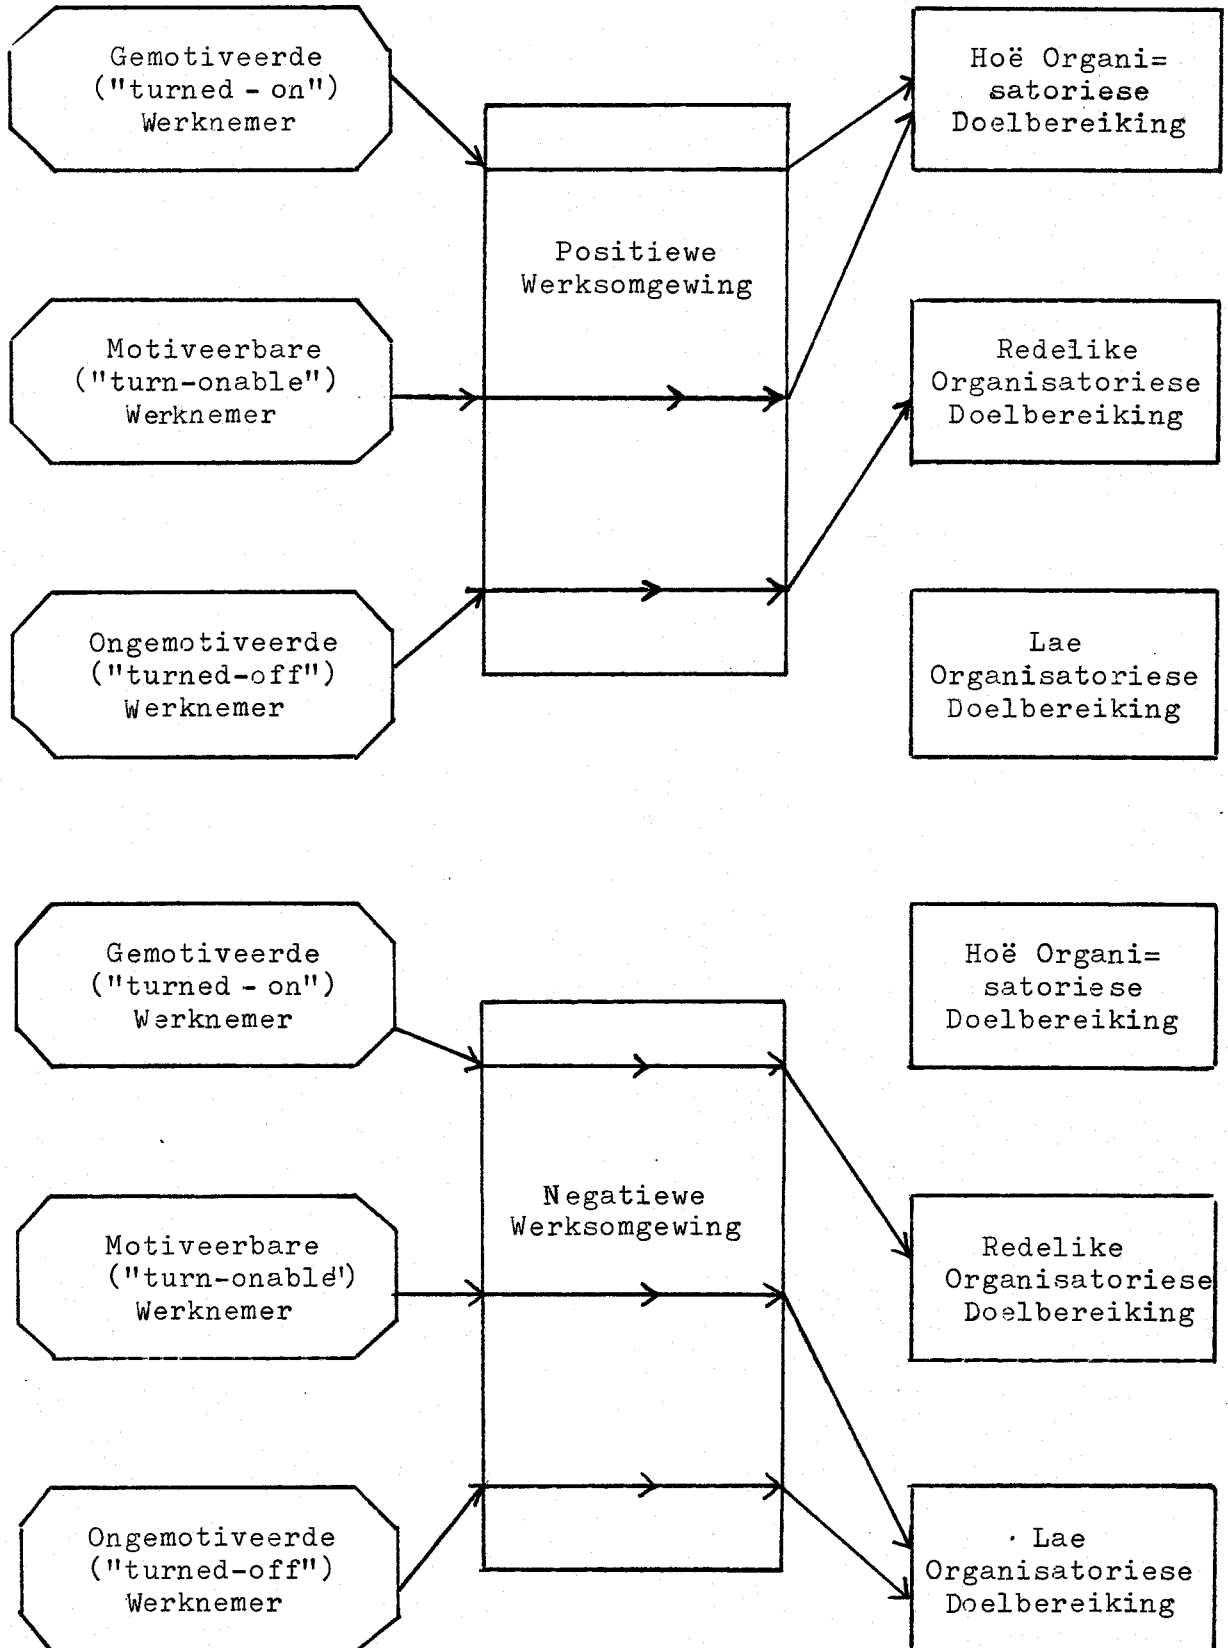 Gemotiveerde
("turned - on")
Werknemer
Hoë Organi=
satoriese
Doelbereiking
Positiewe
Werksomgewing
Motiveerbare
("turn-onable")
Werknemer
Redelike
Organisatoriese
Doelbereiking
Ongemotiveerde
("turned-off")
Werknemer
Lae
Organisatoriese
Doelbereiking
Gemotiveerde
("turned - on")
Werknemer
Hoë Organi=
satoriese
Doelbereiking
Negatiewe
Werksomgewing
Motiveerbare
("turn-onable")
Werknemer
Redelike
Organisatoriese
Doelbereiking
Ongemotiveerde
("turned-off")
Werknemer
Lae
Organisatoriese
Doelbereiking